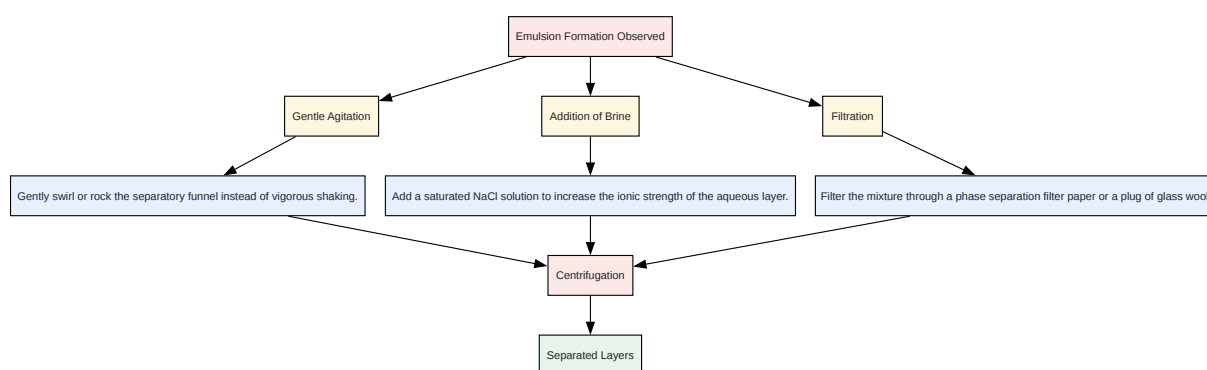 Emulsion Formation Observed
Gentle Agitation
Addition of Brine
Filtration
Gently swirl or rock the separatory funnel instead of vigorous shaking.
Add a saturated NaCl solution to increase the ionic strength of the aqueous layer.
Filter the mixture through a phase separation filter paper or a plug of glass wool
Centrifugation
Separated Layers